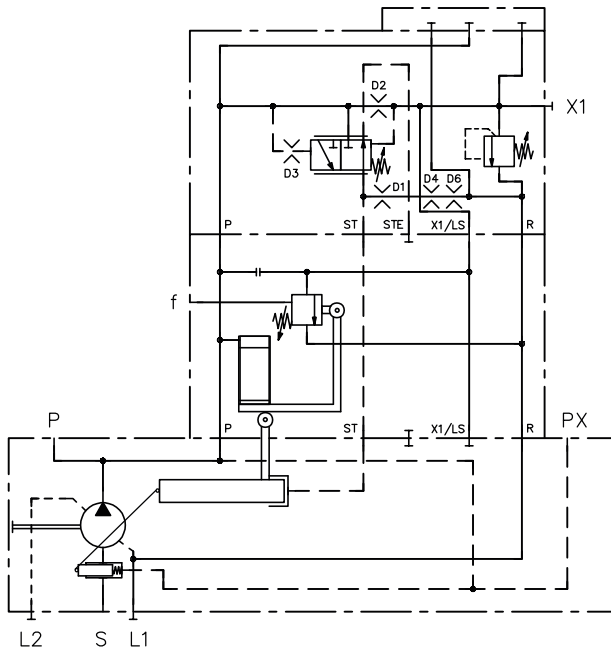 D2
X1
D3
D1
D4 D6
P ST STE X1/LS R
f
P P ST X1/LS R PX
L2 S L1